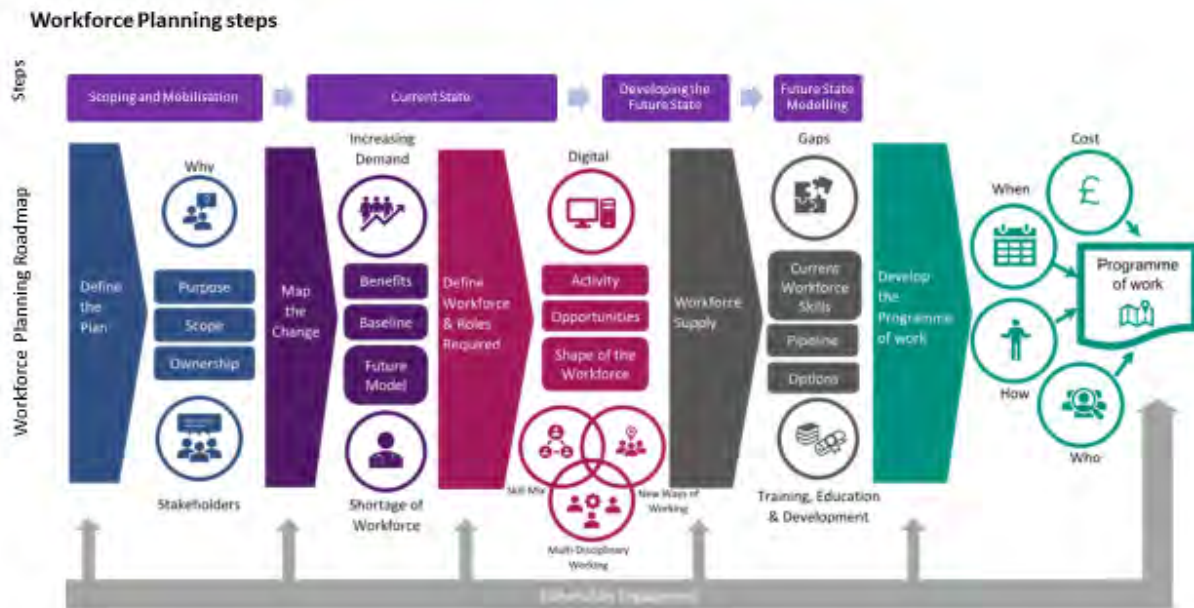 Workforce Planning steps
Steps
Scoping and Mobilisation
Current State
Developing the
Future State
Future State
Modelling
Workforce Planning Roadmap
Define
the
Plan
Why
Purpose
Scope
Ownership
Stakeholders
Map
the
Change
Increasing
Demand
Benefits
Baseline
Future
Model
Shortage of
Workforce
Define
Workforce
& Roles
Required
Digital
Activity
Opportunities
Shape of the
Workforce
Skill Mix
New Ways of
Working
Multi-Disciplinary
Working
Workforce
Supply
Gaps
Current
Workforce
Skills
Pipeline
Options
Training, Education
& Development
Develop
the
Programme
of work
Cost
£
When
How
Who
Programme
of work
Stakeholder Engagement